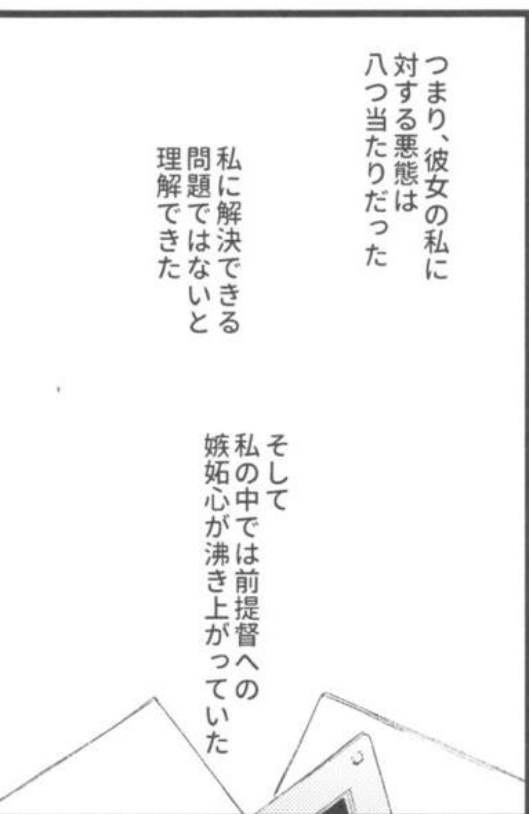 つまり、彼女の私に
対する悪態は
八つ当たりだった
私に解決できる
問題ではないと
理解できた
そして
私の中では前提督への
嫉妬心が沸き上がっていた